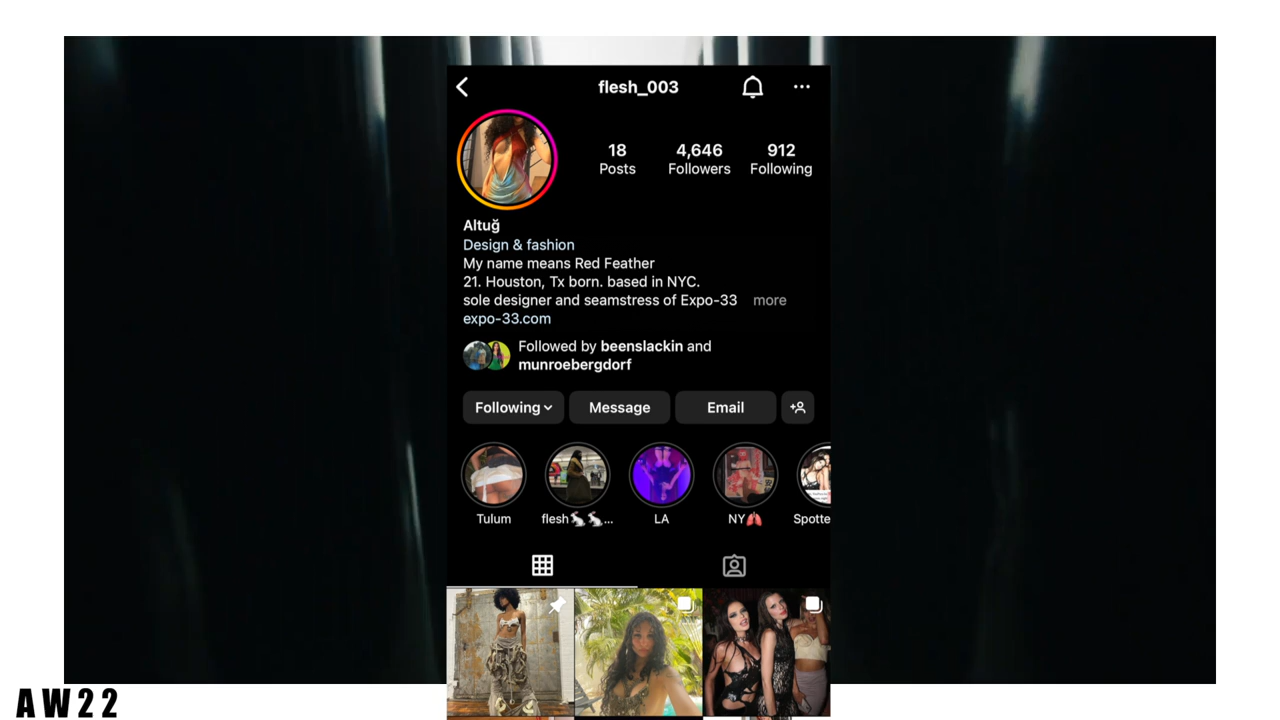 flesh_003
18
Posts
4,646
Followers
912
Following
Altuğ
Design & fashion
My name means Red Feather
21. Houston, Tx born. based in NYC.
sole designer and seamstress of Expo-33 more
expo-33.com
Followed by beenslackin and
munroebergdorf
Following
Message
Email
Tulum
flesh🐇🐇...
LA
NY🫁
Spotte
AW22